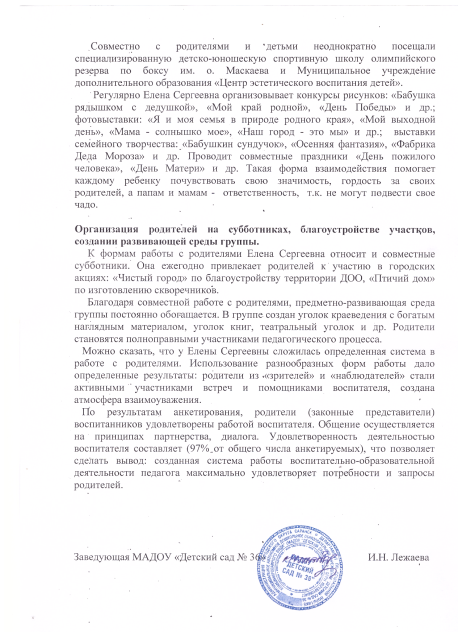 Совместно с родителями и детьми неоднократно посещали
специализированную детско-юношескую спортивную школу олимпийского
резерва по боксу им. о. Маскаева и Муниципальное учреждение
дополнительного образования «Центр эстетического воспитания детей».
Регулярно Елена Сергеевна организовывает конкурсы рисунков: «Бабушка
рядышком с дедушкой», «Мой край родной», «День Победы» и др.;
фотовыставки: «Я и моя семья в природе родного края», «Мой выходной
день», «Мама - солнышко мое», «Наш город - это мы» и др.; выставки
семейного творчества: «Бабушкин сундучок», «Осенняя фантазия», «Фабрика
Деда Мороза» и др. Проводит совместные праздники «День пожилого
человека», «День Матери» и др. Такая форма взаимодействия помогает
каждому ребенку почувствовать свою значимость, гордость за своих
родителей, а папам и мамам - ответственность, т.к. не могут подвести свое
чадо.
Организация родителей на субботниках, благоустройстве участков,
создании развивающей среды группы.
К формам работы с родителями Елена Сергеевна относит и совместные
субботники. Она ежегодно привлекает родителей к участию в городских
акциях: «Чистый город» по благоустройству территории ДОО, «Птичий дом»
по изготовлению скворечников.
Благодаря совместной работе с родителями, предметно-развивающая среда
группы постоянно обогащается. В группе создан уголок краеведения с богатым
наглядным материалом, уголок книг, театральный уголок и др. Родители
становятся полноправными участниками педагогического процесса.
Можно сказать, что у Елены Сергеевны сложилась определенная система в
работе с родителями. Использование разнообразных форм работы дало
определенные результаты: родители из «зрителей» и «наблюдателей» стали
активными участниками встреч и помощниками воспитателя, создана
атмосфера взаимоуважения.
По результатам анкетирования, родители (законные представители)
воспитанников удовлетворены работой воспитателя. Общение осуществляется
на принципах партнерства, диалога. Удовлетворенность деятельностью
воспитателя составляет (97% от общего числа анкетируемых), что позволяет
сделать вывод: созданная система работы воспитательно-образовательной
деятельности педагога максимально удовлетворяет потребности и запросы
родителей.
Заведующая МАДОУ «Детский сад № 36» И.Н. Лежаева
ДЕТСКИЙ
САД № 36